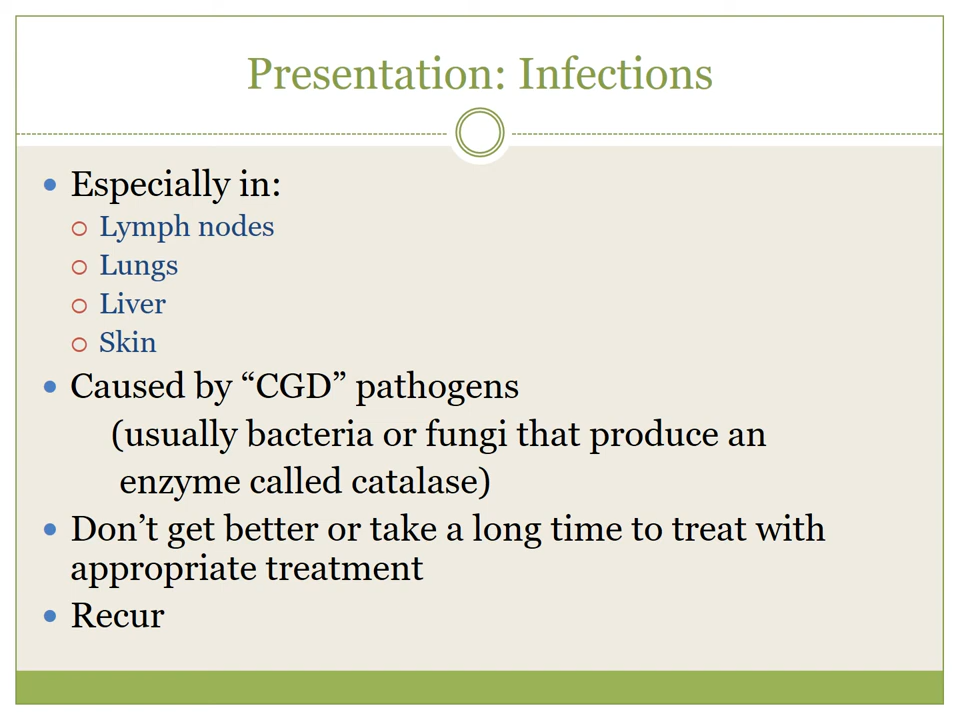 Presentation: Infections
Especially in:
Lymph nodes
Lungs
Liver
Skin
Caused by “CGD” pathogens
(usually bacteria or fungi that produce an
enzyme called catalase)
Don’t get better or take a long time to treat with
appropriate treatment
Recur